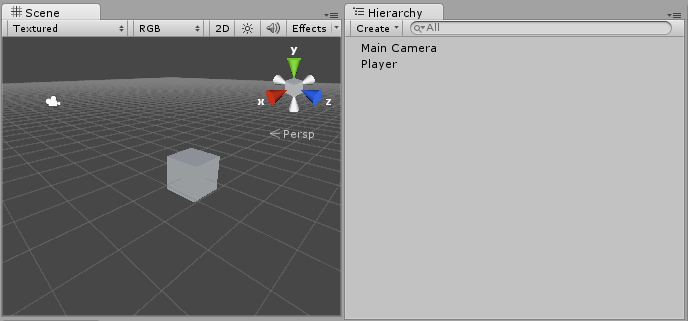 Scene
Textured RGB 2D Effects
y
x z
Persp
Hierarchy
Create All
Main Camera
Player